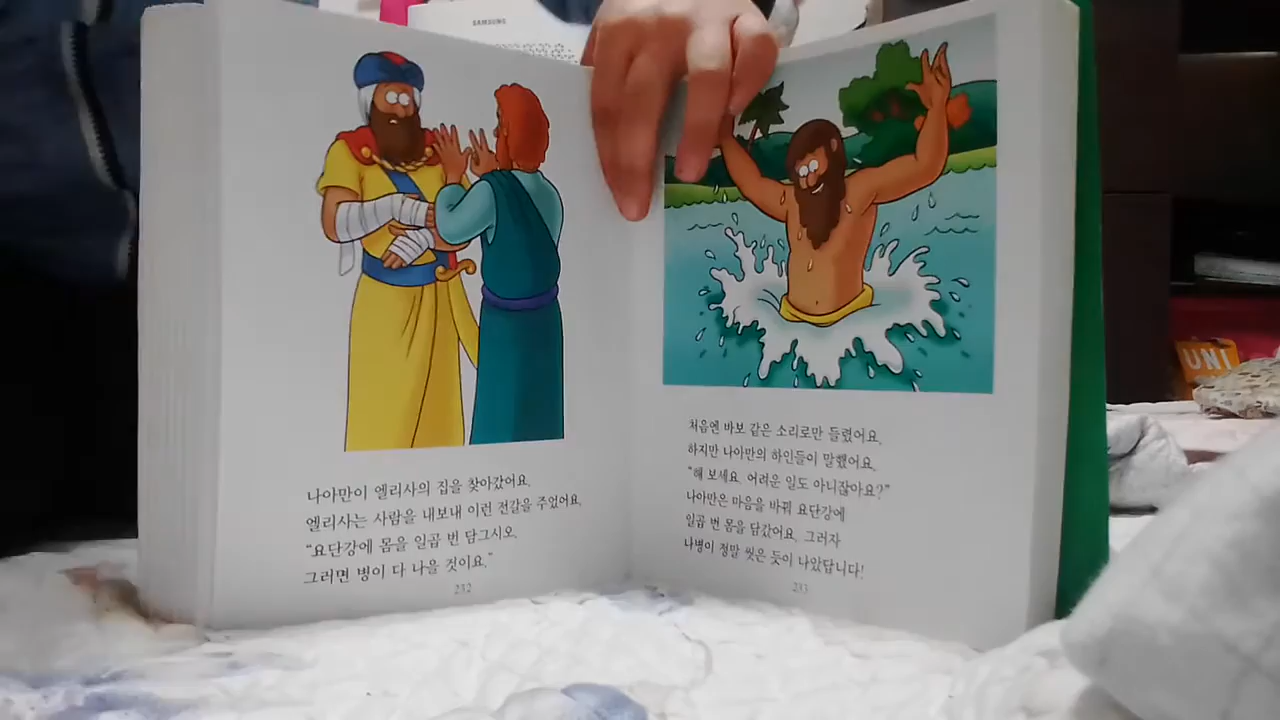 SAMSUNG
나아만이 엘리사의 집을 찾아갔어요.
엘리사는 사람을 내보내 이런 전갈을 주었어요.
"요단강에 몸을 일곱 번 담그시오.
그러면 병이 다 나을 것이요."
232
처음엔 바보 같은 소리로만 들렸어요.
하지만 나아만의 하인들이 말했어요.
"해 보세요. 어려운 일도 아니잖아요?"
나아만은 마음을 바꿔 요단강에
일곱 번 몸을 담갔어요. 그러자
나병이 정말 씻은 듯이 나았답니다!
233
UNI